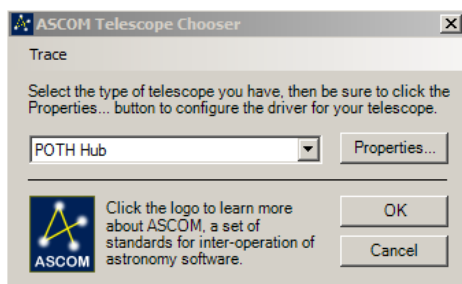 ASCOM Telescope Chooser
Trace
Select the type of telescope you have, then be sure to click the
Properties... button to configure the driver for your telescope.
POTH Hub
Properties...
Click the logo to learn more
about ASCOM, a set of
standards for inter-operation of
astronomy software.
ASCOM
OK
Cancel